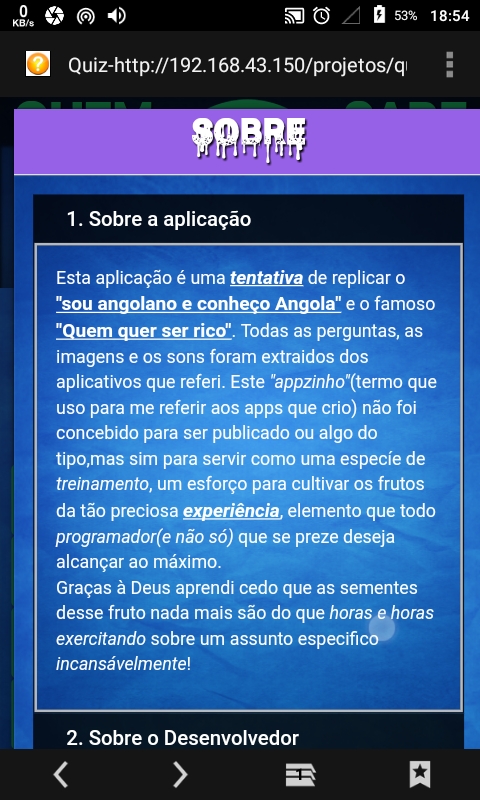 0
KB/s
53%
18:54
Quiz-http://192.168.43.150/projetos/qu
SOBRE
1. Sobre a aplicação
Esta aplicação é uma tentativa de replicar o
"sou angolano e conheço Angola" e o famoso
"Quem quer ser rico". Todas as perguntas, as
imagens e os sons foram extraidos dos
aplicativos que referi. Este "appzinho"(termo que
uso para me referir aos apps que crio) não foi
concebido para ser publicado ou algo do
tipo,mas sim para servir como uma especíe de
treinamento, um esforço para cultivar os frutos
da tão preciosa experiência, elemento que todo
programador(e não só) que se preze deseja
alcançar ao máximo.
Graças à Deus aprendi cedo que as sementes
desse fruto nada mais são do que horas e horas
exercitando sobre um assunto especifico
incansávelmente!
2. Sobre o Desenvolvedor
1